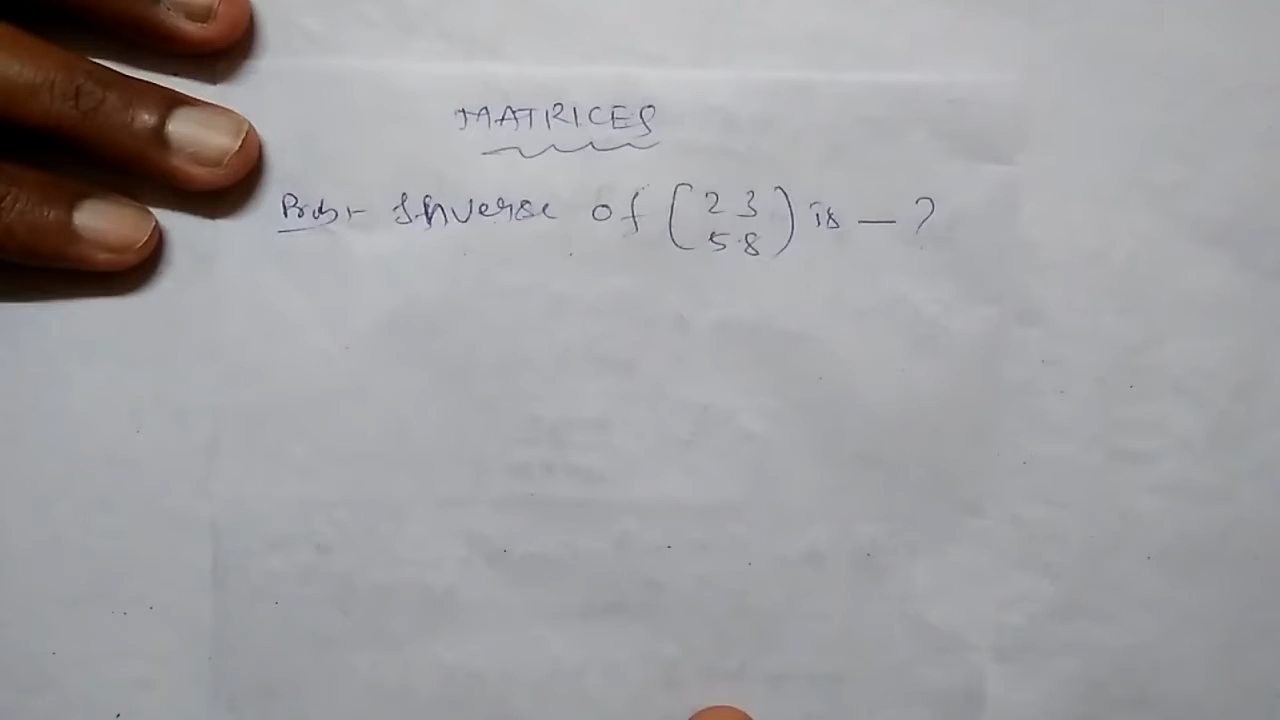 MATRICES
Prob:- Inverse of (2 3
5 8) is — ?